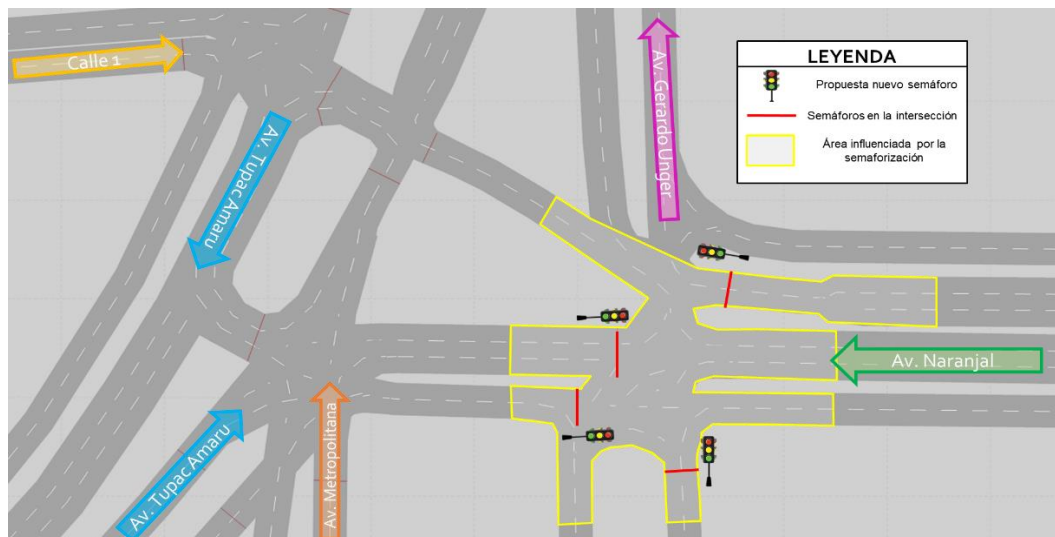 Calle 1
Av. Tupac Amaru
Av. Gerardo Unger
LEYENDA
Propuesta nuevo semáforo
Semáforos en la intersección
Área influenciada por la
semaforización
Av. Naranjal
Av. Tupac Amaru
Av. Metropolitana